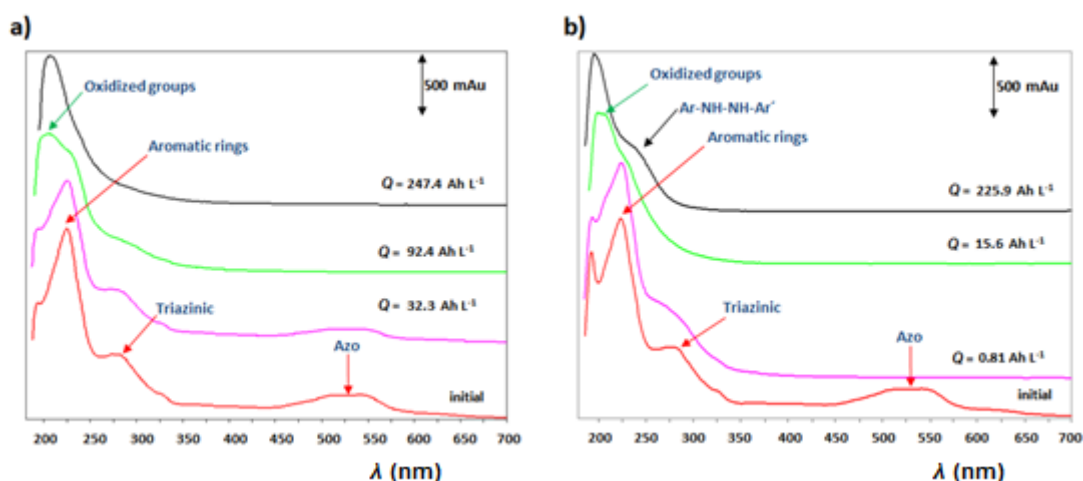 a)
500 mAu
Oxidized groups
Aromatic rings
Q = 247.4 Ah L-1
Q = 92.4 Ah L-1
Q = 32.3 Ah L-1
Triazinic
Azo
initial
200 250 300 350 400 450 500 550 600 650 700
λ (nm)
b)
500 mAu
Oxidized groups
Ar-NH-NH-Ar'
Aromatic rings
Q = 225.9 Ah L-1
Q = 15.6 Ah L-1
Triazinic
Azo
Q = 0.81 Ah L-1
initial
200 250 300 350 400 450 500 550 600 650 700
λ (nm)